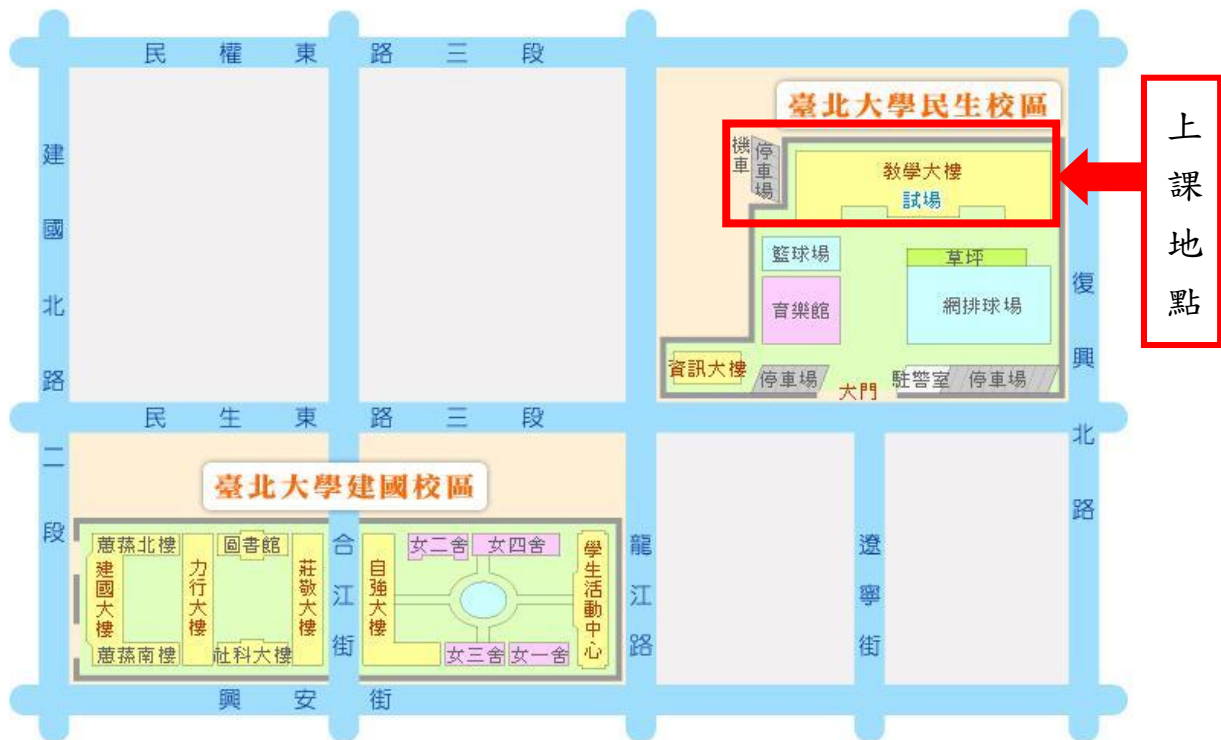 民權東路三段
建國北路二段
臺北大學民生校區
上課地點
機車
停車場
教學大樓
試場
籃球場
草坪
育樂館
網排球場
復興北路
資訊大樓
停車場
大門
駐警室
停車場
民生東路三段
臺北大學建國校區
蕙蓀北樓
圖書館
建國大樓
力行大樓
莊敬大樓
合江街
自強大樓
女二舍
女四舍
學生活動中心
龍江路
遼寧街
蕙蓀南樓
社科大樓
女三舍
女一舍
興安街